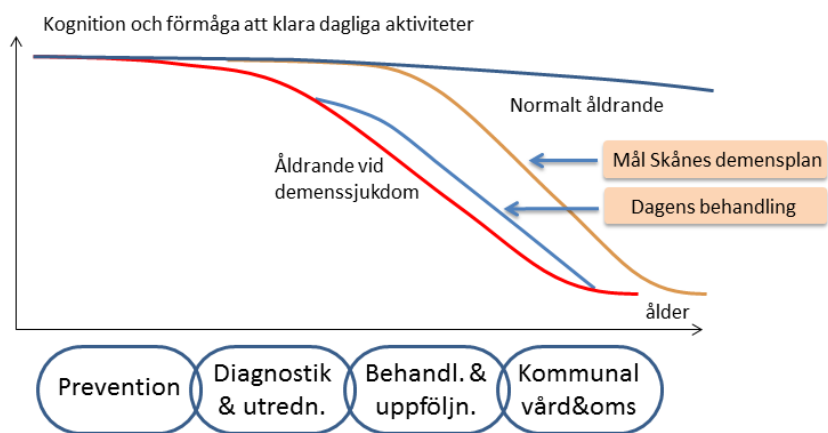 Kognition och förmåga att klara dagliga aktiviteter
Normalt åldrande
Mål Skånes demensplan
Åldrande vid
demenssjukdom
Dagens behandling
ålder
Prevention
Diagnostik
& utredn.
Behandl. &
uppföljn.
Kommunal
vård&oms